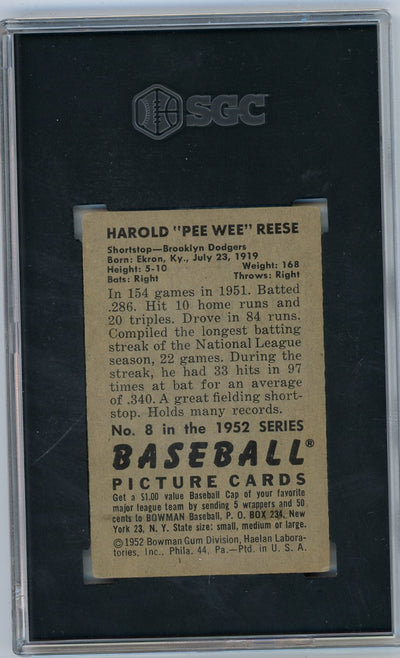 SGC
HAROLD "PEE WEE" REESE
Shortstop—Brooklyn Dodgers
Born: Ekron, Ky., July 23, 1919
Height: 5-10 Weight: 168
Bats: Right Throws: Right
In 154 games in 1951. Batted
.286. Hit 10 home runs and
20 triples. Drove in 84 runs.
Compiled the longest batting
streak of the National League
season, 22 games. During the
streak, he had 33 hits in 97
times at bat for an average
of .340. A great fielding short-
stop. Holds many records.
No. 8 in the 1952 SERIES
BASEBALL®
PICTURE CARDS
Get a $1.00 value Baseball Cap of your favorite
major league team by sending 5 wrappers and 50
cents to BOWMAN Baseball, P. O. BOX 234, New
York 23, N. Y. State size: small, medium or large.
©1952 Bowman Gum Division, Haelan Labora-
tories, Inc., Phila. 44, Pa.—Ptd. in U. S. A.